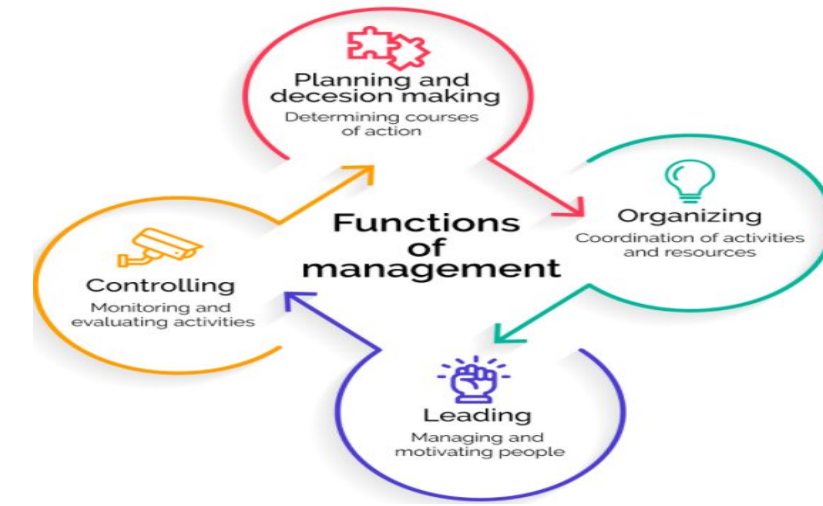 Planning and
decesion making
Determining courses
of action
Organizing
Coordination of activities
and resources
Functions
of
management
Controlling
Monitoring and
evaluating activities
Leading
Managing and
motivating people